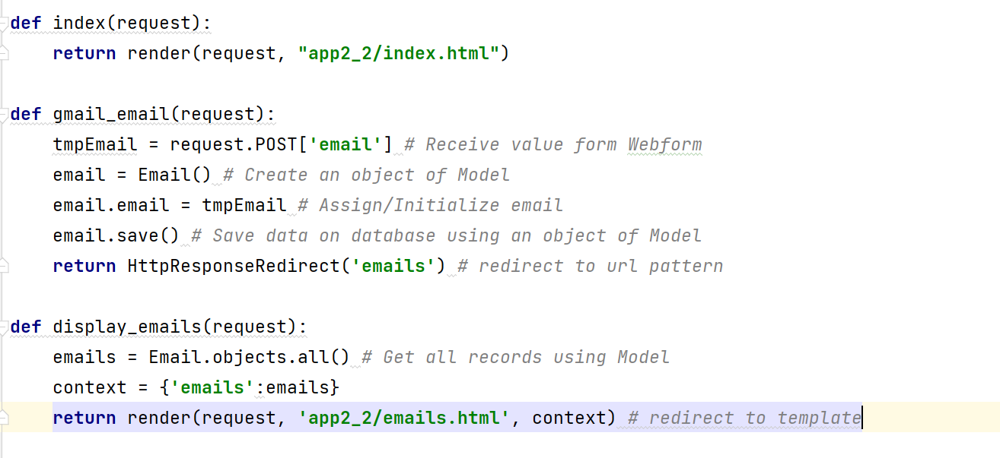 def index(request):
    return render(request, "app2_2/index.html")
def gmail_email(request):
    tmpEmail = request.POST['email'] # Receive value form Webform
    email = Email() # Create an object of Model
    email.email = tmpEmail # Assign/Initialize email
    email.save() # Save data on database using an object of Model
    return HttpResponseRedirect('emails') # redirect to url pattern
def display_emails(request):
    emails = Email.objects.all() # Get all records using Model
    context = {'emails':emails}
    return render(request, 'app2_2/emails.html', context) # redirect to template